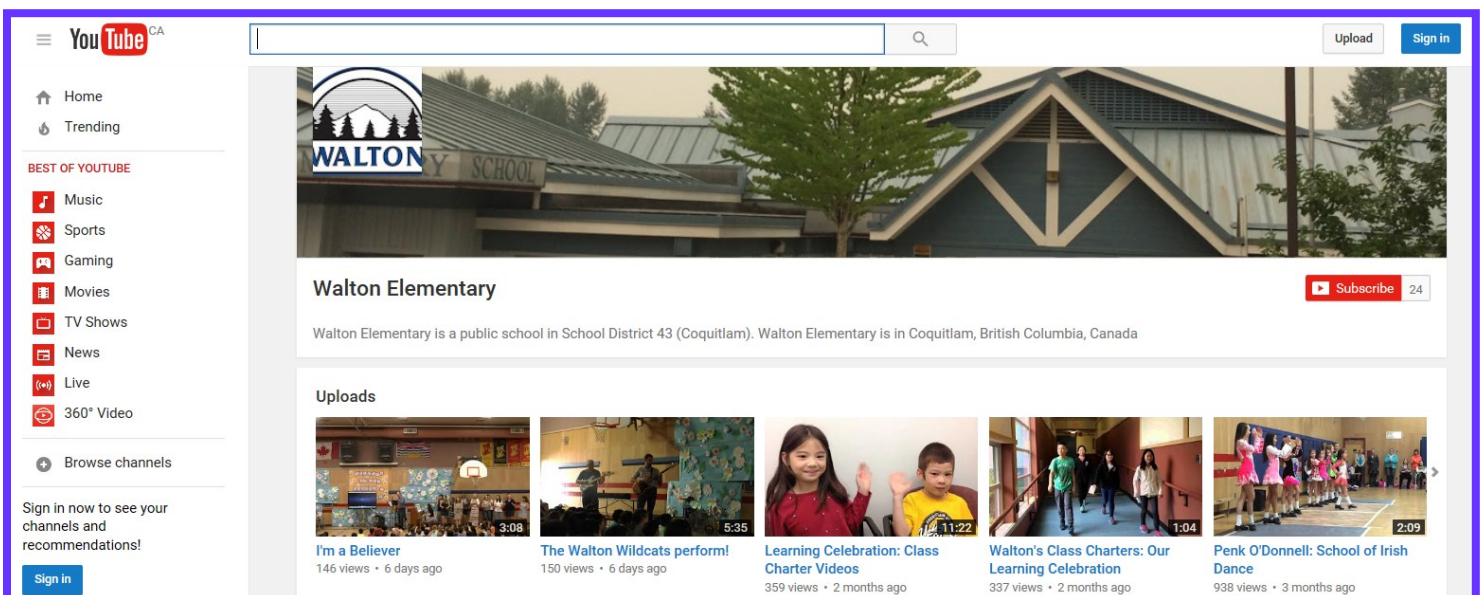 YouTube CA
Upload
Sign in
Home
Trending
BEST OF YOUTUBE
Music
Sports
Gaming
Movies
TV Shows
News
Live
360° Video
Browse channels
Sign in now to see your
channels and
recommendations!
Sign in
WALTON
Y SCHOOL
Walton Elementary
Subscribe 24
Walton Elementary is a public school in School District 43 (Coquitlam). Walton Elementary is in Coquitlam, British Columbia, Canada
Uploads
3:08
I'm a Believer
146 views • 6 days ago
5:35
The Walton Wildcats perform!
150 views • 6 days ago
11:22
Learning Celebration: Class
Charter Videos
359 views • 2 months ago
1:04
Walton's Class Charters: Our
Learning Celebration
337 views • 2 months ago
2:09
Penk O'Donnell: School of Irish
Dance
938 views • 3 months ago